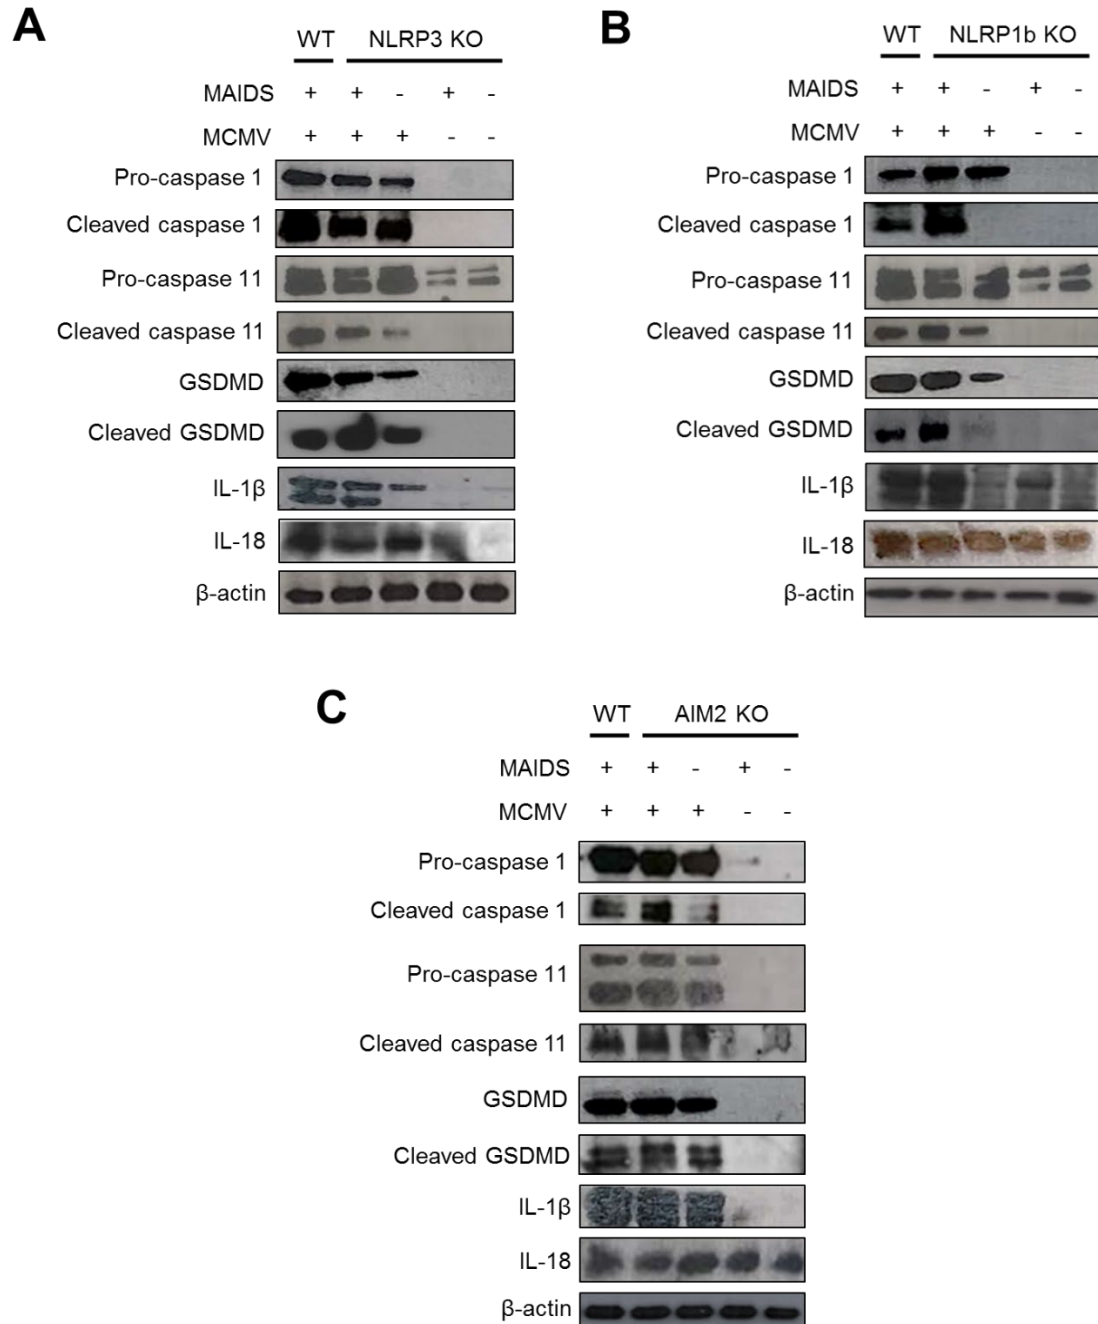 A
WT NLRP3 KO
MAIDS + + - + -
MCMV + + + - -
Pro-caspase 1
Cleaved caspase 1
Pro-caspase 11
Cleaved caspase 11
GSDMD
Cleaved GSDMD
IL-1β
IL-18
β-actin
B
WT NLRP1b KO
MAIDS + + - + -
MCMV + + + - -
Pro-caspase 1
Cleaved caspase 1
Pro-caspase 11
Cleaved caspase 11
GSDMD
Cleaved GSDMD
IL-1β
IL-18
β-actin
C
WT AIM2 KO
MAIDS + + - + -
MCMV + + + - -
Pro-caspase 1
Cleaved caspase 1
Pro-caspase 11
Cleaved caspase 11
GSDMD
Cleaved GSDMD
IL-1β
IL-18
β-actin